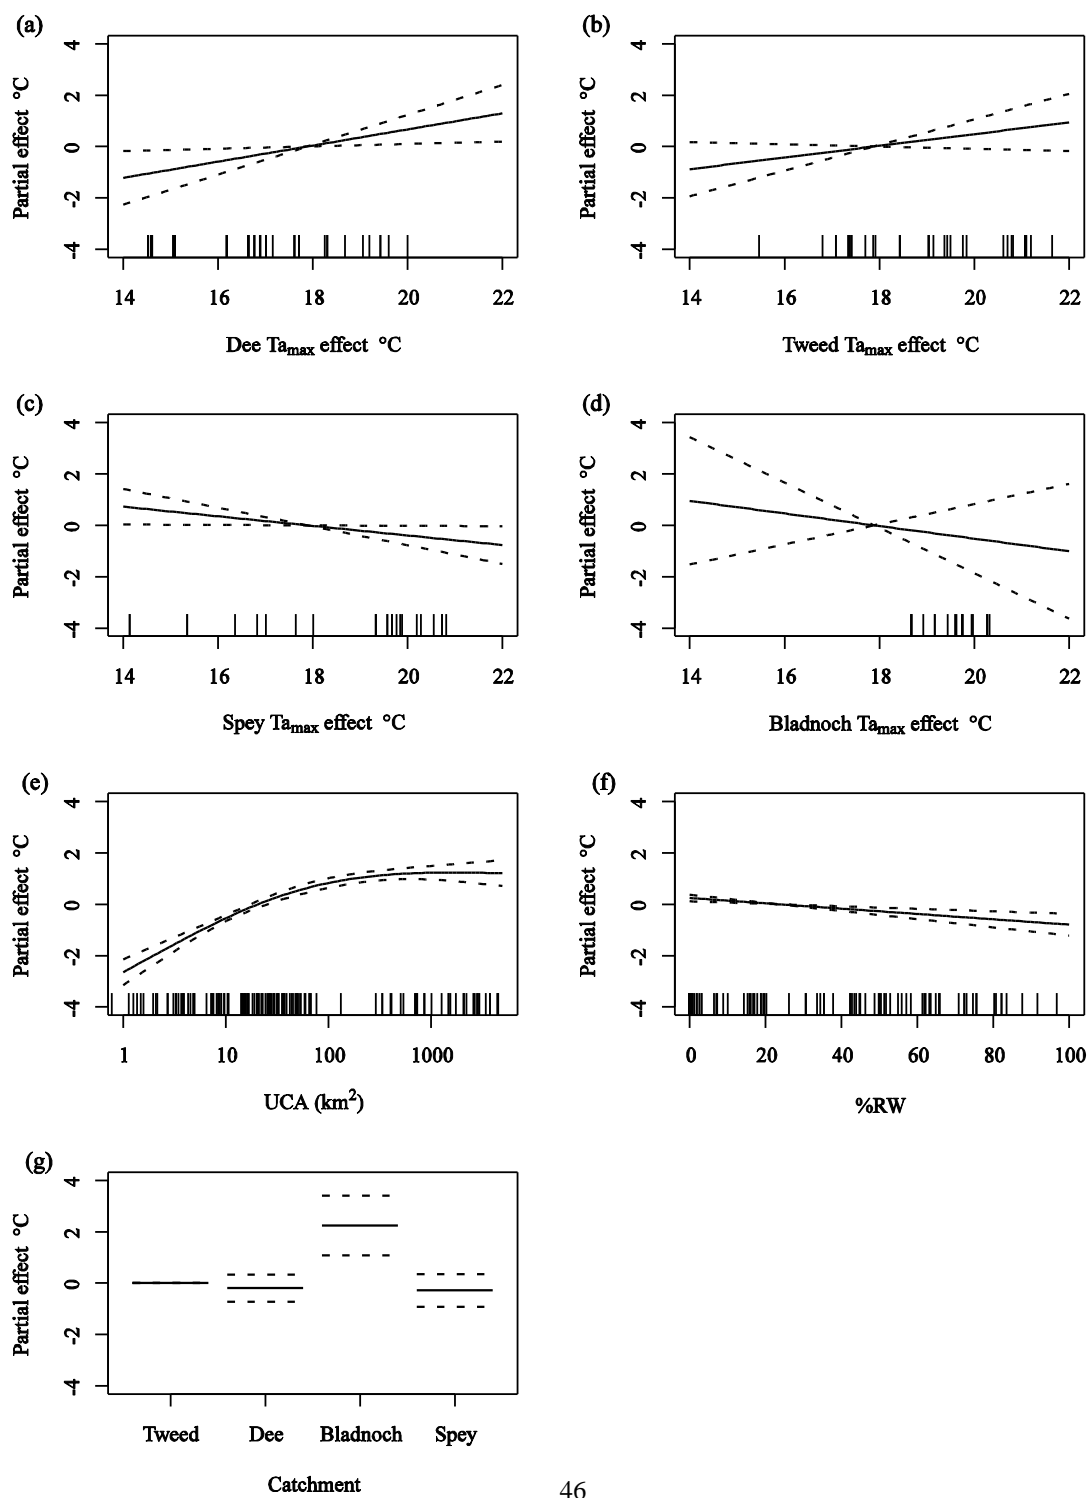 (a)
4
2
0
-2
-4
Partial effect °C
14 16 18 20 22
Dee Ta_max effect °C
(b)
4
2
0
-2
-4
Partial effect °C
14 16 18 20 22
Tweed Ta_max effect °C
(c)
4
2
0
-2
-4
Partial effect °C
14 16 18 20 22
Spey Ta_max effect °C
(d)
4
2
0
-2
-4
Partial effect °C
14 16 18 20 22
Bladnoch Ta_max effect °C
(e)
4
2
0
-2
-4
Partial effect °C
1 10 100 1000
UCA (km²)
(f)
4
2
0
-2
-4
Partial effect °C
0 20 40 60 80 100
%RW
(g)
4
2
0
-2
-4
Partial effect °C
Tweed Dee Bladnoch Spey
Catchment
46